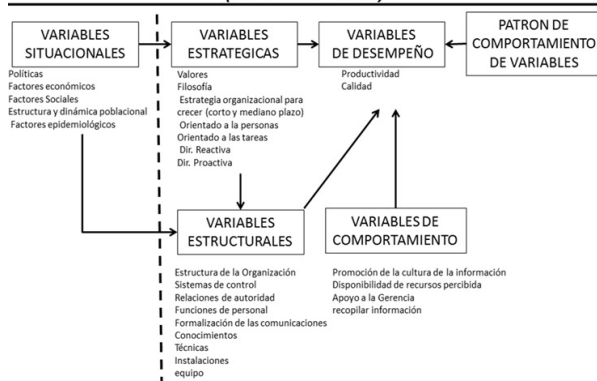 VARIABLES
SITUACIONALES
Políticas
Factores económicos
Factores Sociales
Estructura y dinámica poblacional
Factores epidemiológicos
VARIABLES
ESTRATEGICAS
Valores
Filosofía
Estrategia organizacional para
crecer (corto y mediano plazo)
Orientado a la personas
Orientado a las tareas
Dir. Reactiva
Dir. Proactiva
VARIABLES
DE DESEMPEÑO
Productividad
Calidad
PATRON DE
COMPORTAMIENTO
DE VARIABLES
VARIABLES
ESTRUCTURALES
Estructura de la Organización
Sistemas de control
Relaciones de autoridad
Funciones de personal
Formalización de las comunicaciones
Conocimientos
Técnicas
Instalaciones
equipo
VARIABLES DE
COMPORTAMIENTO
Promoción de la cultura de la información
Disponibilidad de recursos percibida
Apoyo a la Gerencia
recopilar información